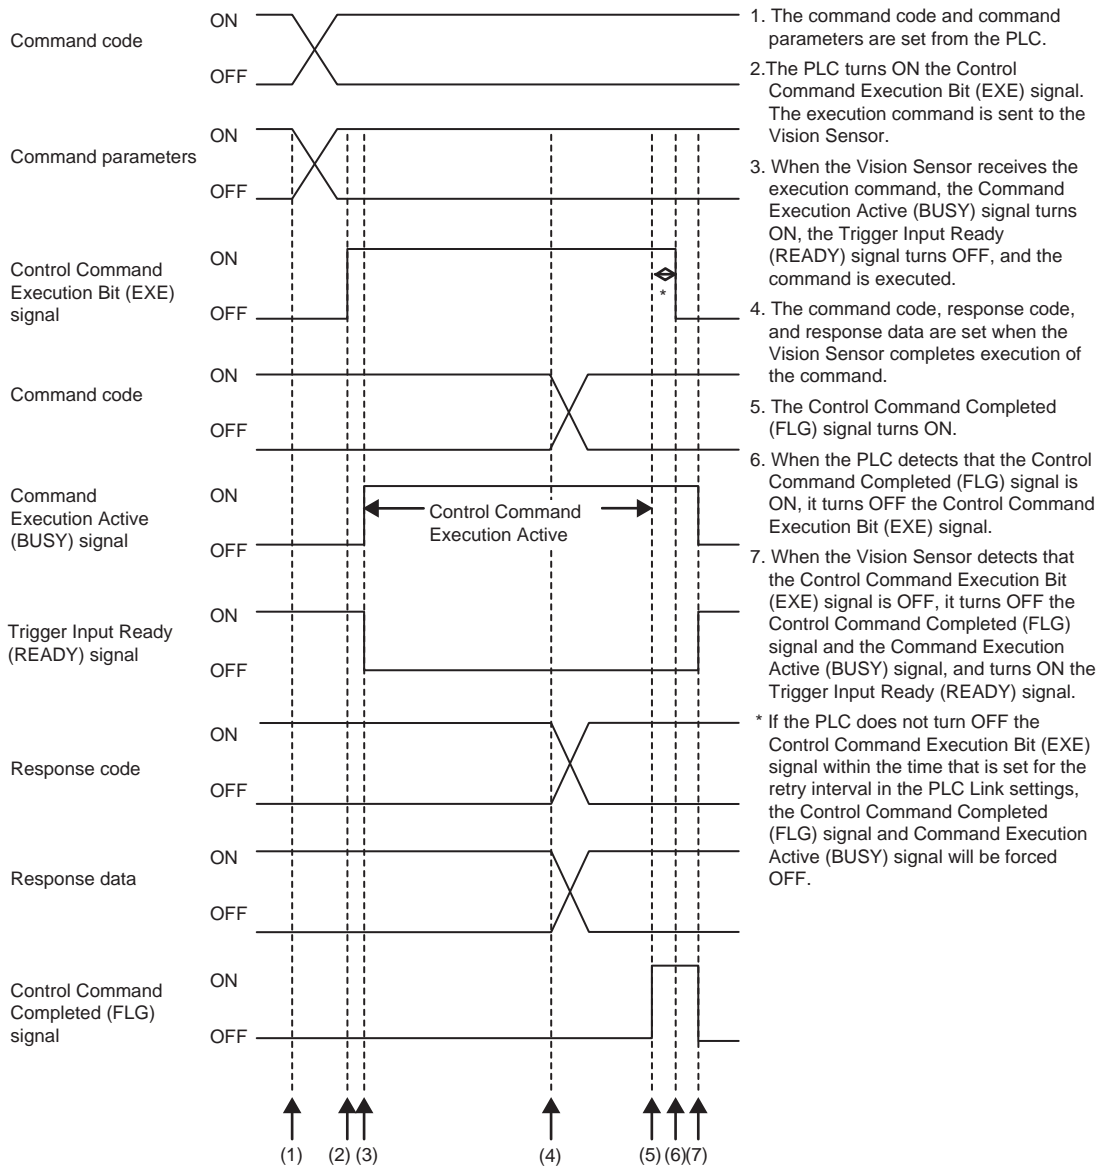 Command code
ON
OFF
Command parameters
ON
OFF
Control Command
Execution Bit (EXE)
signal
ON
OFF
*
Command code
ON
OFF
Command
Execution Active
(BUSY) signal
ON
OFF
Control Command
Execution Active
Trigger Input Ready
(READY) signal
ON
OFF
Response code
ON
OFF
Response data
ON
OFF
Control Command
Completed (FLG)
signal
ON
OFF
(1)
(2)
(3)
(4)
(5)
(6)
(7)
1. The command code and command
parameters are set from the PLC.
2.The PLC turns ON the Control
Command Execution Bit (EXE) signal.
The execution command is sent to the
Vision Sensor.
3. When the Vision Sensor receives the
execution command, the Command
Execution Active (BUSY) signal turns
ON, the Trigger Input Ready
(READY) signal turns OFF, and the
command is executed.
4. The command code, response code,
and response data are set when the
Vision Sensor completes execution of
the command.
5. The Control Command Completed
(FLG) signal turns ON.
6. When the PLC detects that the Control
Command Completed (FLG) signal is
ON, it turns OFF the Control Command
Execution Bit (EXE) signal.
7. When the Vision Sensor detects that
the Control Command Execution Bit
(EXE) signal is OFF, it turns OFF the
Control Command Completed (FLG)
signal and the Command Execution
Active (BUSY) signal, and turns ON the
Trigger Input Ready (READY) signal.
* If the PLC does not turn OFF the
Control Command Execution Bit (EXE)
signal within the time that is set for the
retry interval in the PLC Link settings,
the Control Command Completed
(FLG) signal and Command Execution
Active (BUSY) signal will be forced
OFF.